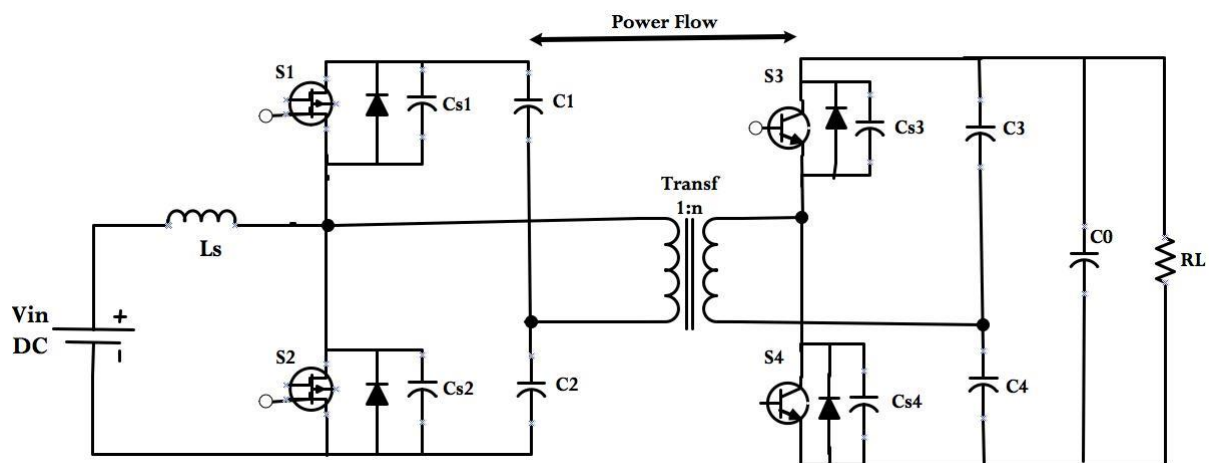 Power Flow
S1
Cs1
C1
S3
Cs3
C3
Transf
1:n
Ls
C0
RL
Vin
DC
+
-
S2
Cs2
C2
S4
Cs4
C4